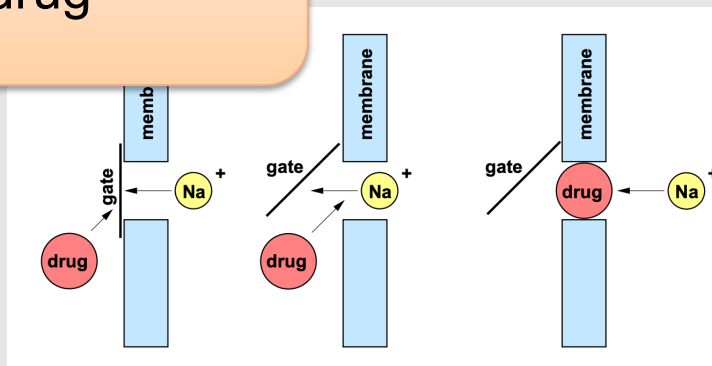 drug
memb
gate
Na
+
drug
membrane
gate
Na
+
drug
membrane
gate
drug
Na